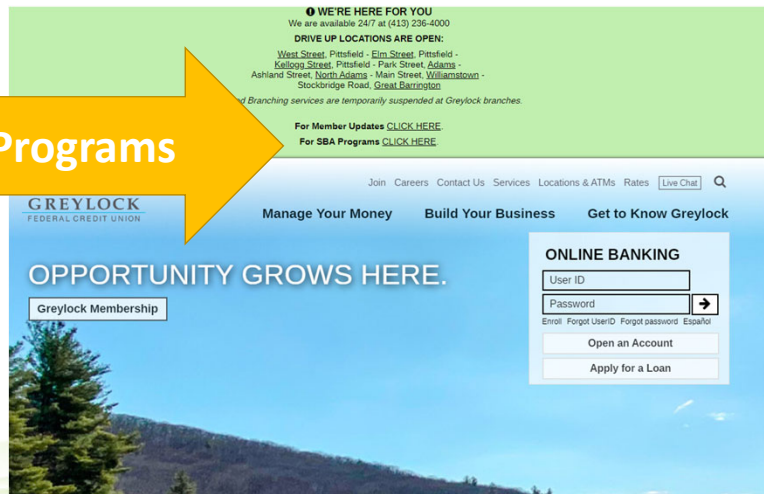 WE'RE HERE FOR YOU
We are available 24/7 at (413) 236-4000
DRIVE UP LOCATIONS ARE OPEN:
West Street, Pittsfield - Elm Street, Pittsfield -
Kellogg Street, Pittsfield - Park Street, Adams -
Ashland Street, North Adams - Main Street, Williamstown -
Stockbridge Road, Great Barrington
Branching services are temporarily suspended at Greylock branches.
For Member Updates CLICK HERE.
For SBA Programs CLICK HERE.
Programs
Join Careers Contact Us Services Locations & ATMs Rates Live Chat
GREYLOCK
FEDERAL CREDIT UNION
Manage Your Money Build Your Business Get to Know Greylock
OPPORTUNITY GROWS HERE.
Greylock Membership
ONLINE BANKING
User ID
Password
Enroll Forgot UserID Forgot password Español
Open an Account
Apply for a Loan